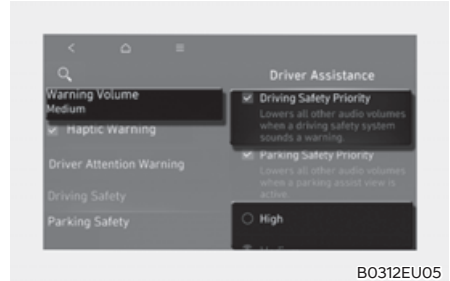 Driver Assistance
Warning Volume
Medium
Haptic Warning
Driver Attention Warning
Driving Safety
Parking Safety
Driving Safety Priority
Lowers all other audio volumes
when a driving safety system
sounds a warning.
Parking Safety Priority
Lowers all other audio volumes
when a parking assist view is
active.
High
B0312EU05